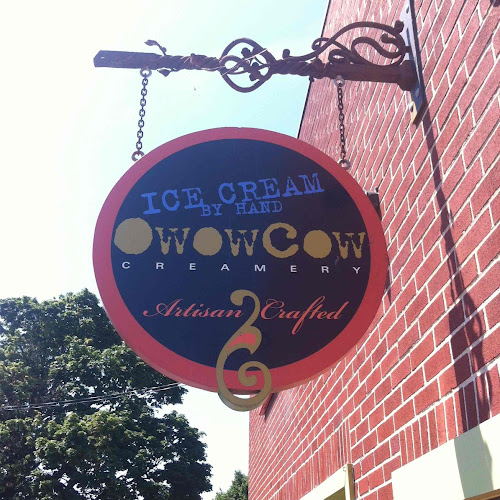 ICE CREAM
BY HAND
OWOWCOW
CREAMERY
Artisan Crafted